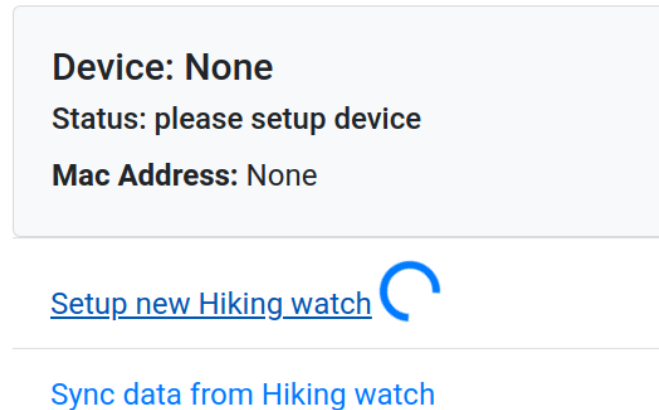 Device: None
Status: please setup device
Mac Address: None
Setup new Hiking watch
Sync data from Hiking watch